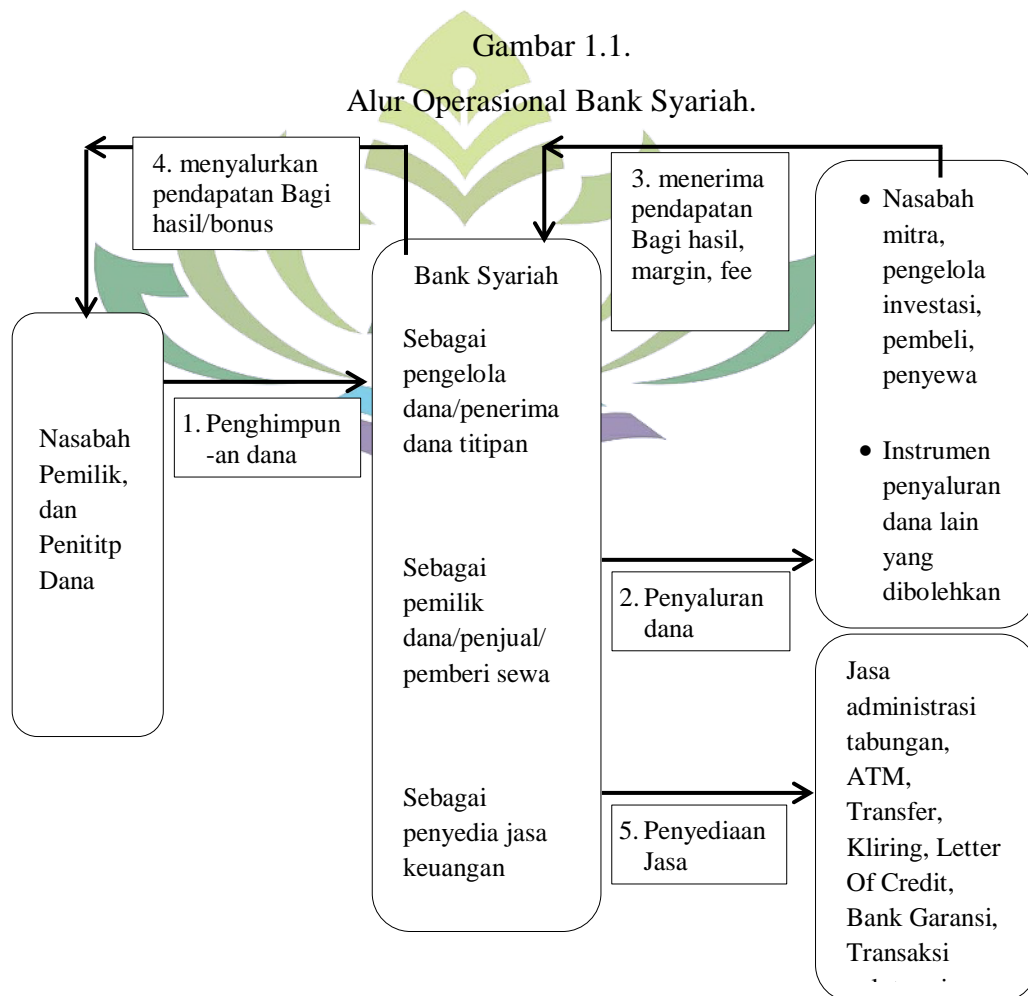 Gambar 1.1.
Alur Operasional Bank Syariah.
4. menyalurkan
pendapatan Bagi
hasil/bonus
3. menerima
pendapatan
Bagi hasil,
margin, fee
Nasabah
Pemilik,
dan
Penititp
Dana
1. Penghimpun
-an dana
Bank Syariah
Sebagai
pengelola
dana/penerima
dana titipan
Sebagai
pemilik
dana/penjual/
pemberi sewa
Sebagai
penyedia jasa
keuangan
2. Penyaluran
dana
5. Penyediaan
Jasa
• Nasabah
mitra,
pengelola
investasi,
pembeli,
penyewa
• Instrumen
penyaluran
dana lain
yang
dibolehkan
Jasa
administrasi
tabungan,
ATM,
Transfer,
Kliring, Letter
Of Credit,
Bank Garansi,
Transaksi